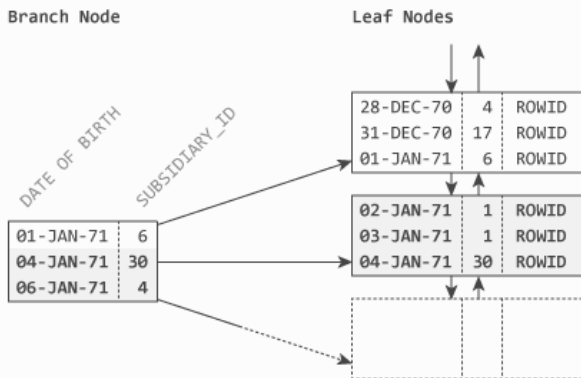 Branch Node
DATE OF BIRTH
SUBSIDIARY_ID
01-JAN-71 6
04-JAN-71 30
06-JAN-71 4
Leaf Nodes
28-DEC-70 4 ROWID
31-DEC-70 17 ROWID
01-JAN-71 6 ROWID
02-JAN-71 1 ROWID
03-JAN-71 1 ROWID
04-JAN-71 30 ROWID